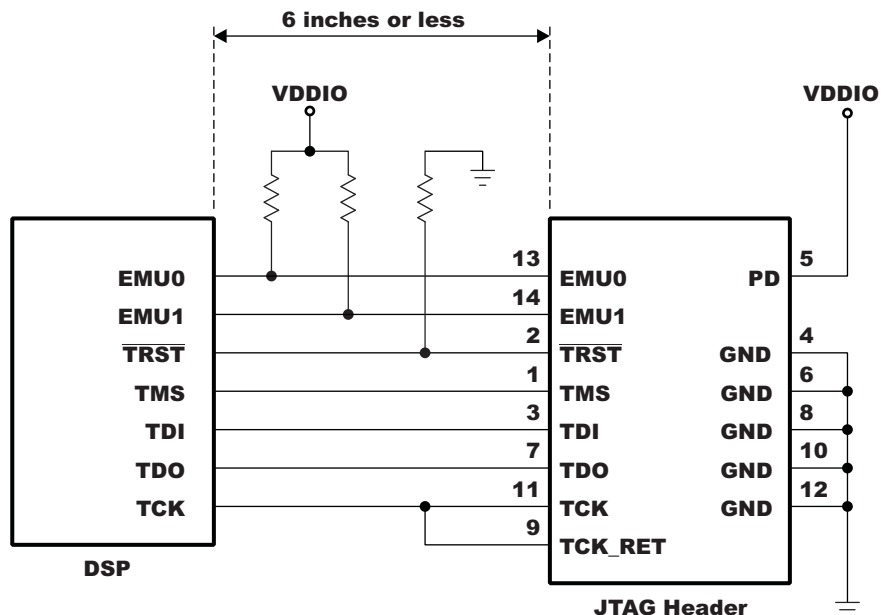 6 inches or less
VDDIO
VDDIO
13
5
EMU0
EMU0
PD
14
EMU1
EMU1
2
4
TRST
TRST
GND
1
6
TMS
TMS
GND
3
8
TDI
TDI
GND
7
10
TDO
TDO
GND
11
12
TCK
TCK
GND
9
TCK_RET
DSP
JTAG Header